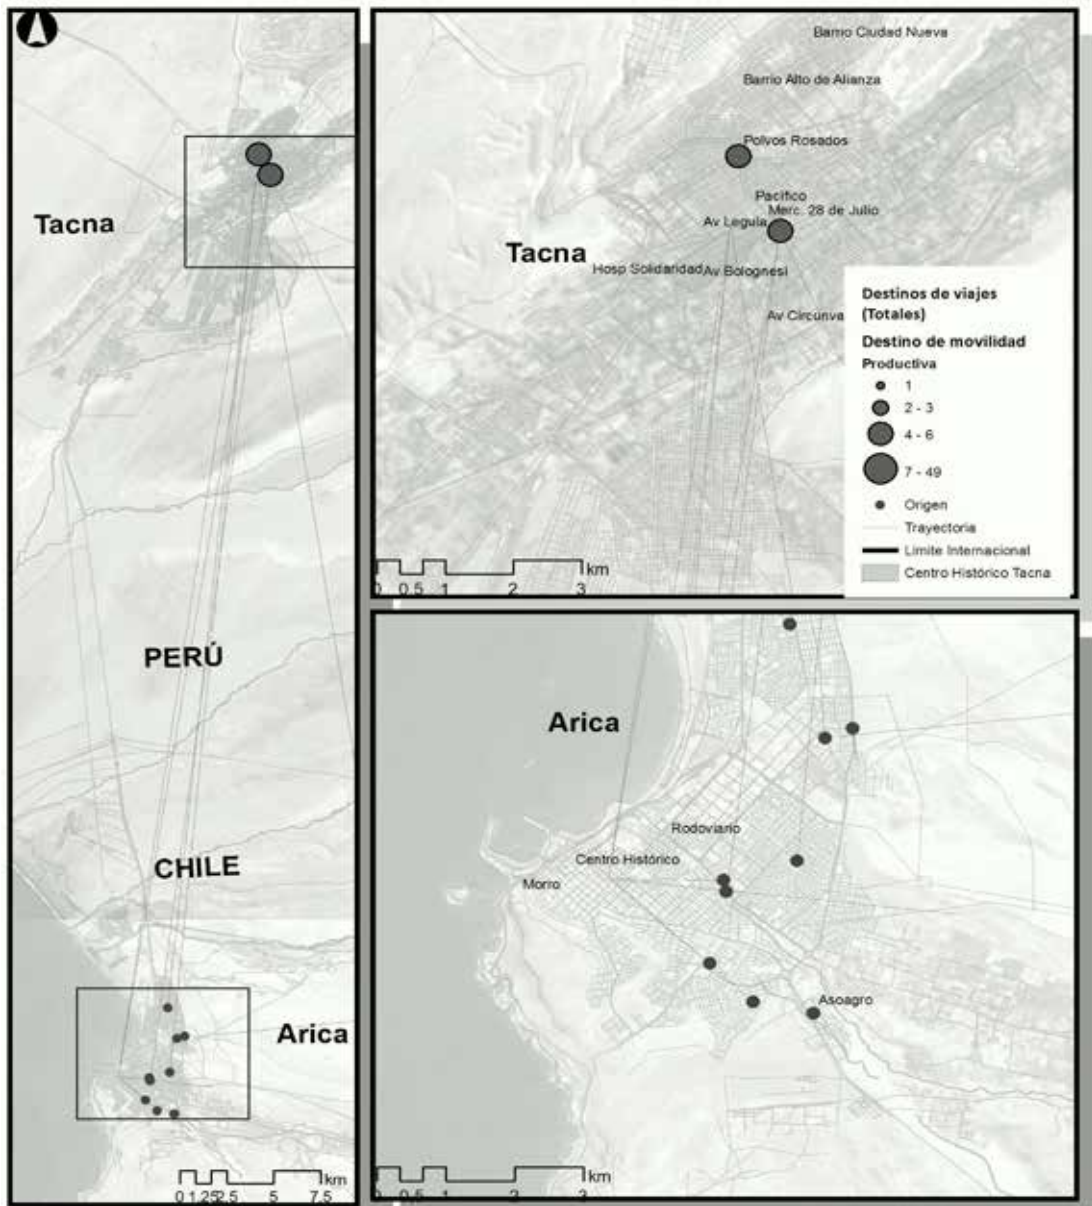 Tacna
PERÚ
CHILE
Arica
km
0 1,25 2.5 5 7.5
Barrio Ciudad Nueva
Barrio Alto de Alianza
Polvos Rosados
Pacífico
Merc. 28 de Julio
Av Leguía
Tacna
Hosp Solidaridad
Av Bolognesi
Av Circunva
Destinos de viajes
(Totales)
Destino de movilidad
Productiva
1
2 - 3
4 - 6
7 - 49
Origen
Trayectoria
Límite Internacional
Centro Histórico Tacna
km
0 0,5 1 2 3
Arica
Rodoviario
Centro Histórico
Morro
Asoagro
km
0 0,5 1 2 3